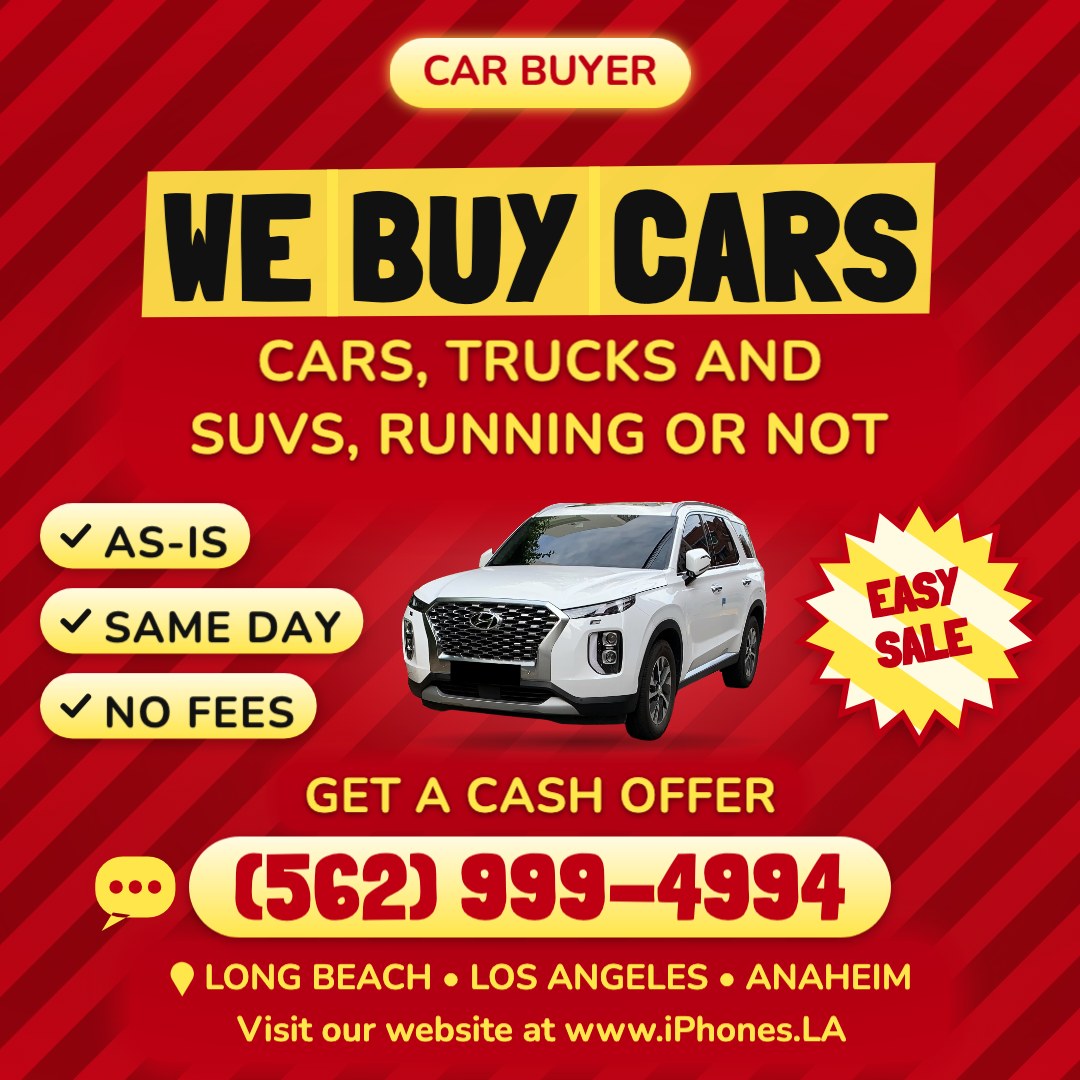 CAR BUYER
WE BUY CARS
CARS, TRUCKS AND
SUVS, RUNNING OR NOT
AS-IS
SAME DAY
NO FEES
EASY
SALE
GET A CASH OFFER
(562) 999-4994
LONG BEACH • LOS ANGELES • ANAHEIM
Visit our website at www.iPhones.LA